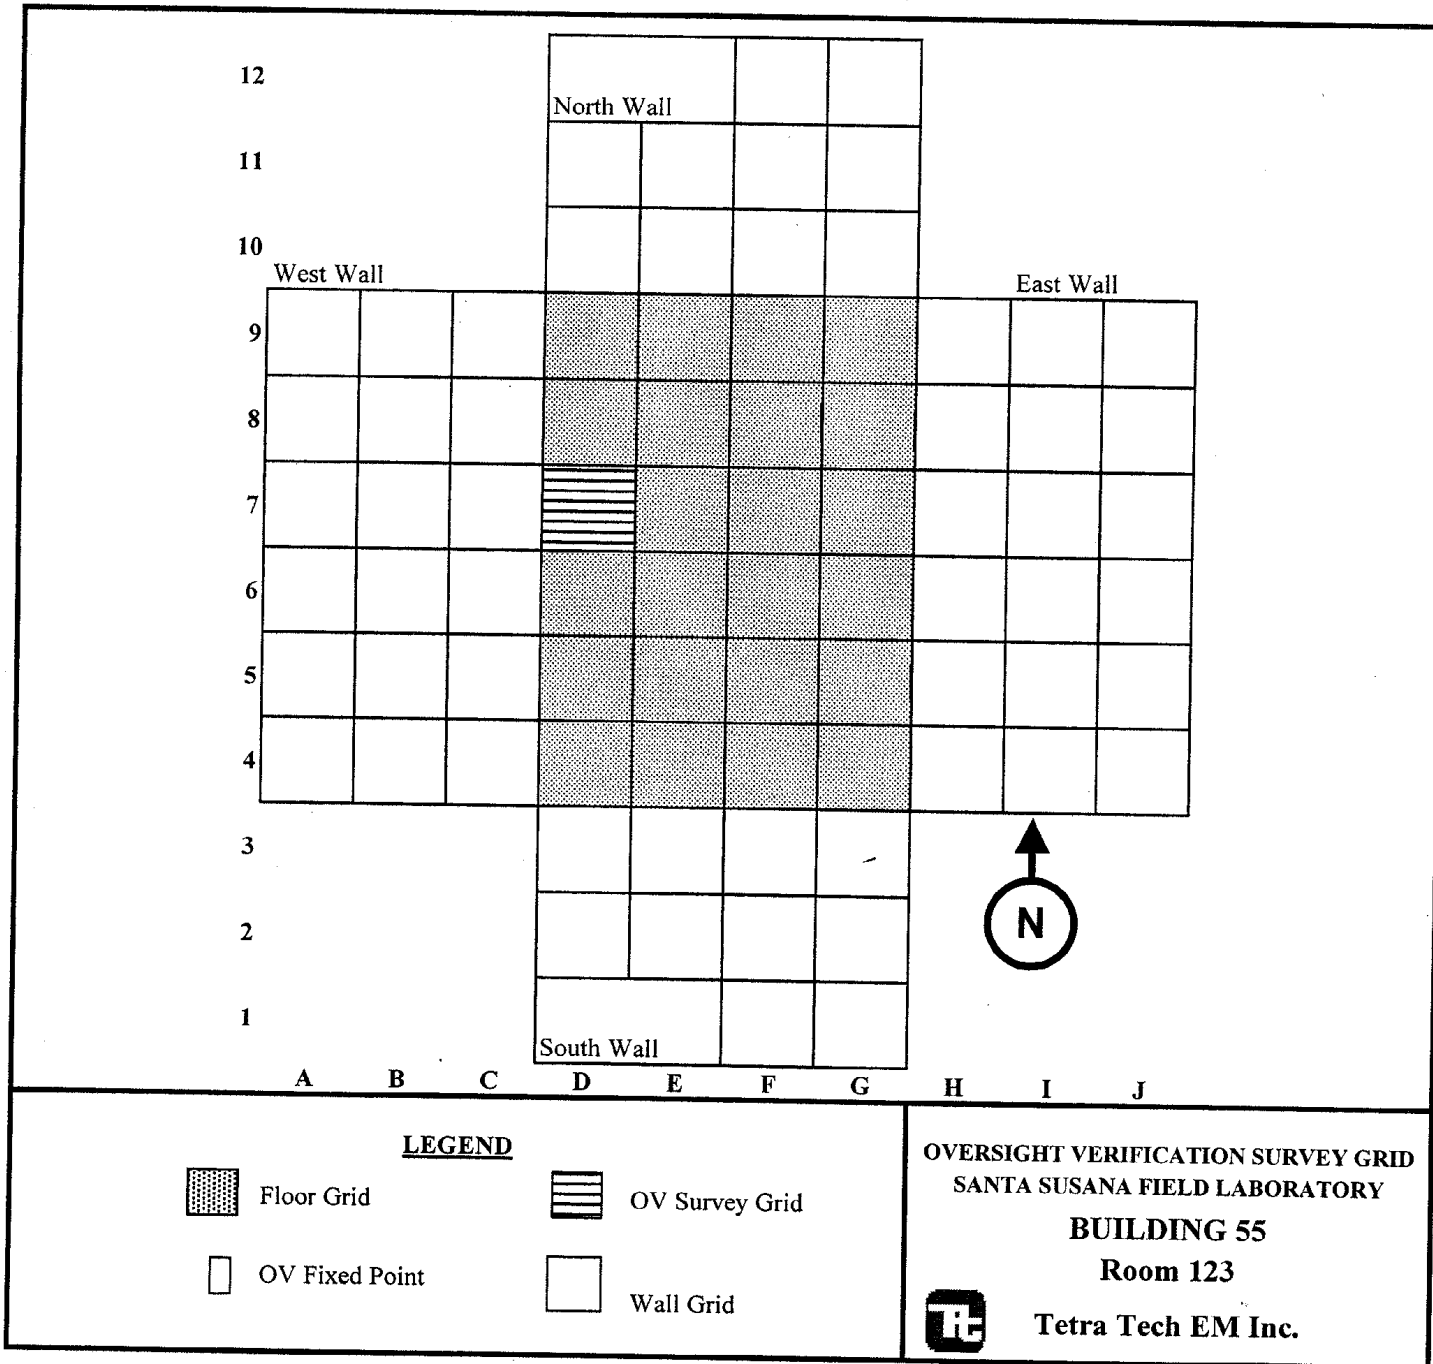 12
North Wall
11
10
West Wall
East Wall
9
8
7
6
5
4
3
N
2
1
South Wall
A B C D E F G H I J
LEGEND
Floor Grid
OV Survey Grid
OV Fixed Point
Wall Grid
OVERSIGHT VERIFICATION SURVEY GRID
SANTA SUSANA FIELD LABORATORY
BUILDING 55
Room 123
Tt
Tetra Tech EM Inc.